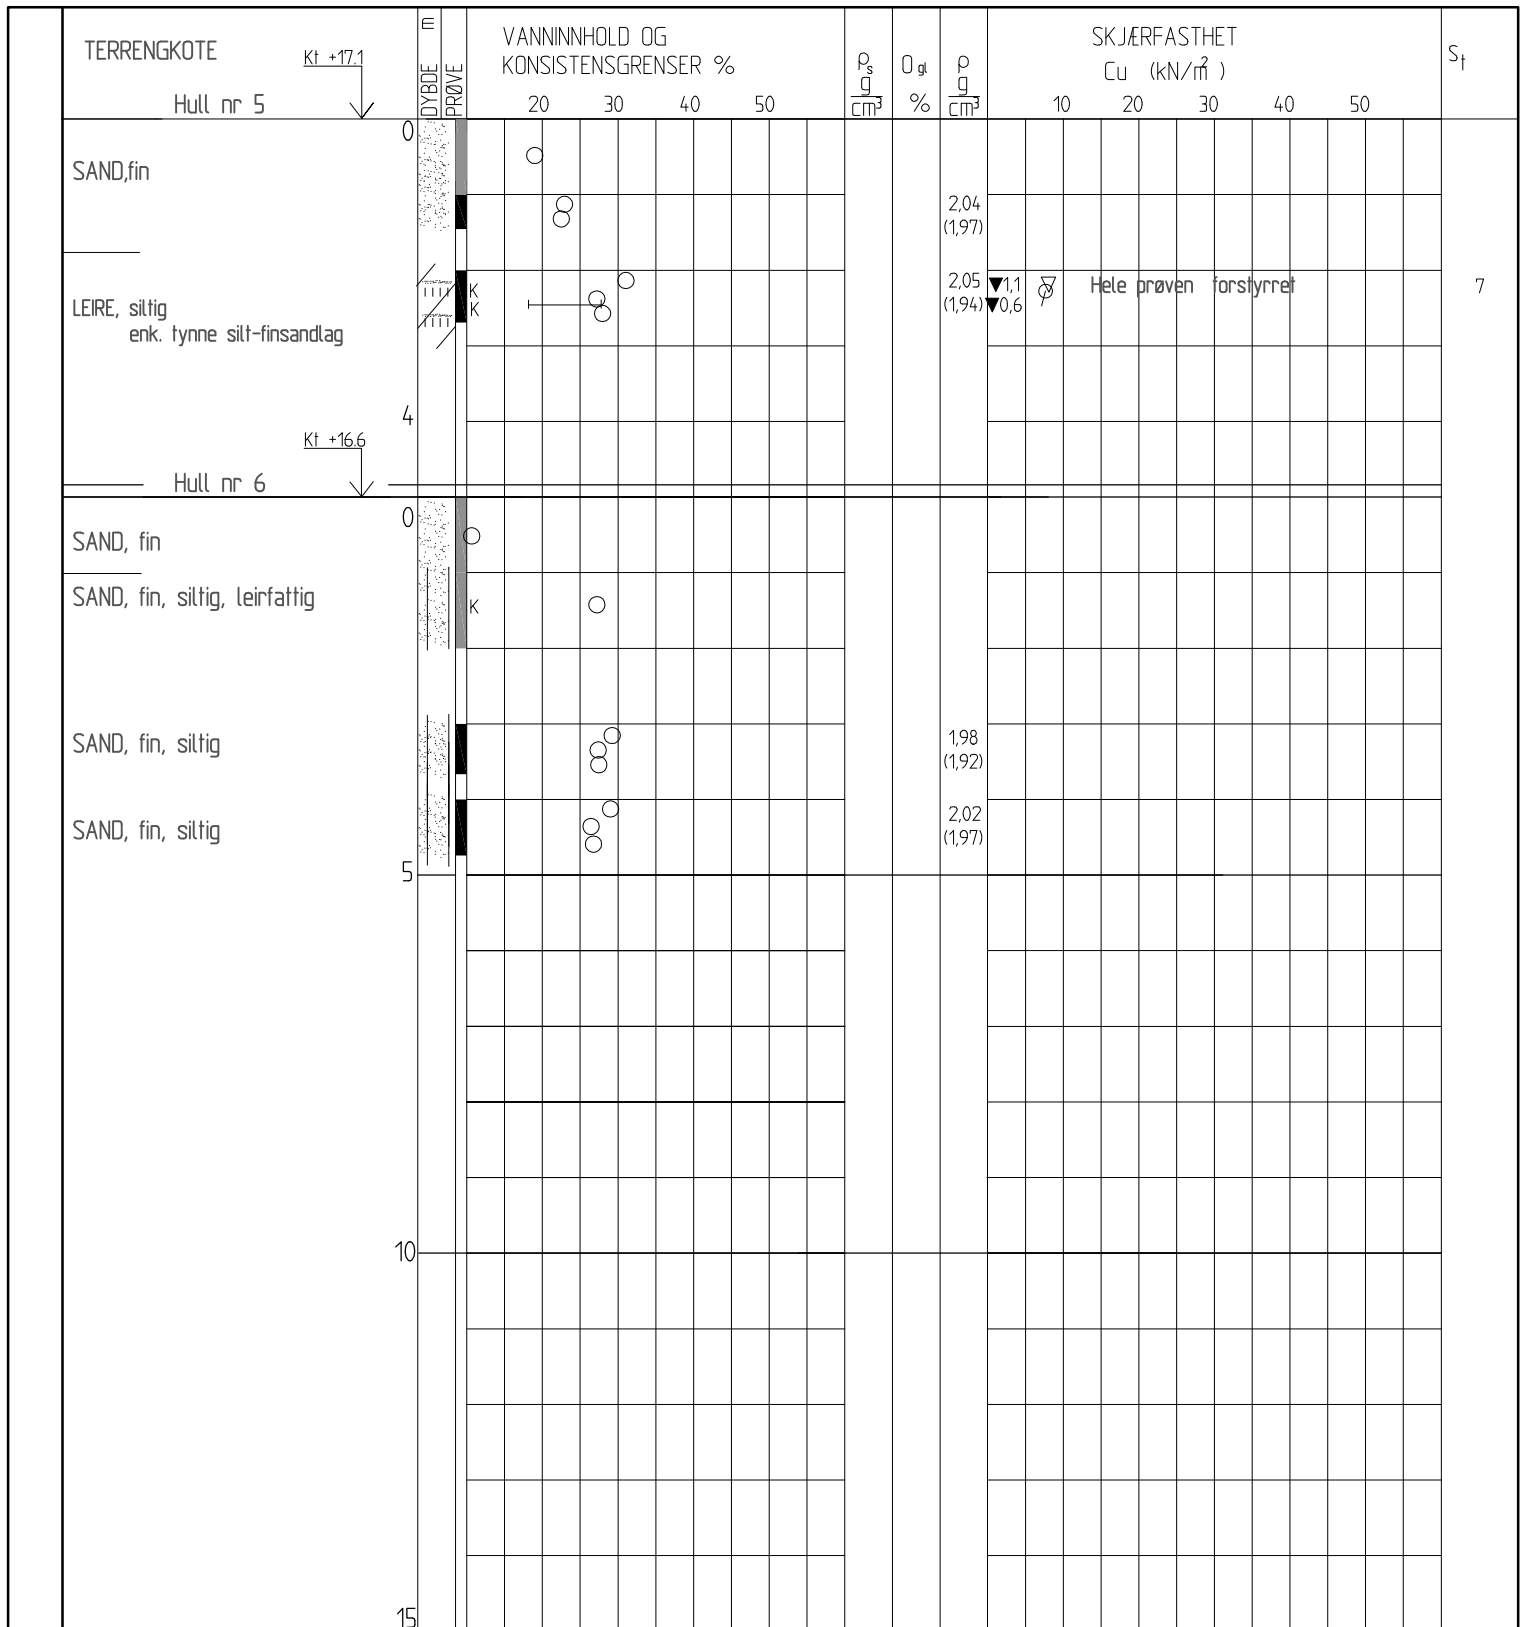 TERRENGKOTE
Kt +17.1
Hull nr 5
m
DYBDE
PRØVE
VANNINNHOLD OG
KONSISTENSGRENSER %
20 30 40 50
ρs g cm³
O gl %
ρ g cm³
SKJÆRFASTHET
Cu (kN/m²)
10 20 30 40 50
St
0
SAND,fin
2,04
(1,97)
LEIRE, siltig
enk. tynne silt-finsandlag
K
K
2,05
(1,94)
▼1,1
▼0,6
Hele prøven forstyrret
7
4
Kt +16.6
Hull nr 6
0
SAND, fin
SAND, fin, siltig, leirfattig
K
SAND, fin, siltig
1,98
(1,92)
SAND, fin, siltig
2,02
(1,97)
5
10
15